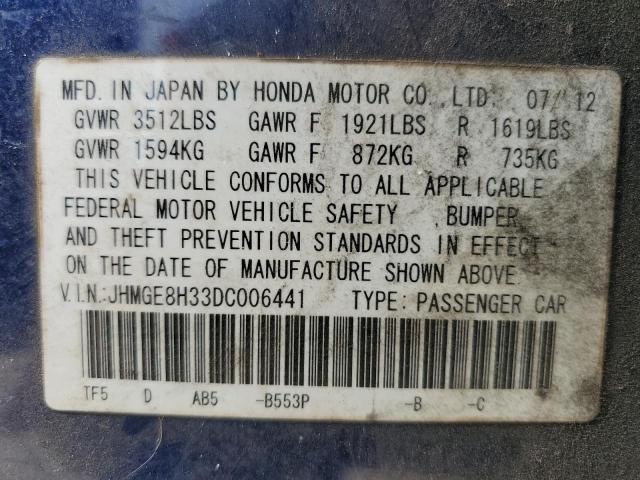 MFD. IN JAPAN BY HONDA MOTOR CO., LTD. 07/12
GVWR 3512LBS GAWR F 1921LBS R 1619LBS
GVWR 1594KG GAWR F 872KG R 735KG
THIS VEHICLE CONFORMS TO ALL APPLICABLE
FEDERAL MOTOR VEHICLE SAFETY , BUMPER,
AND THEFT PREVENTION STANDARDS IN EFFECT
ON THE DATE OF MANUFACTURE SHOWN ABOVE.
V.I.N.:JHMGE8H33DC006441 TYPE: PASSENGER CAR
TF5 D AB5 -B553P -B -C